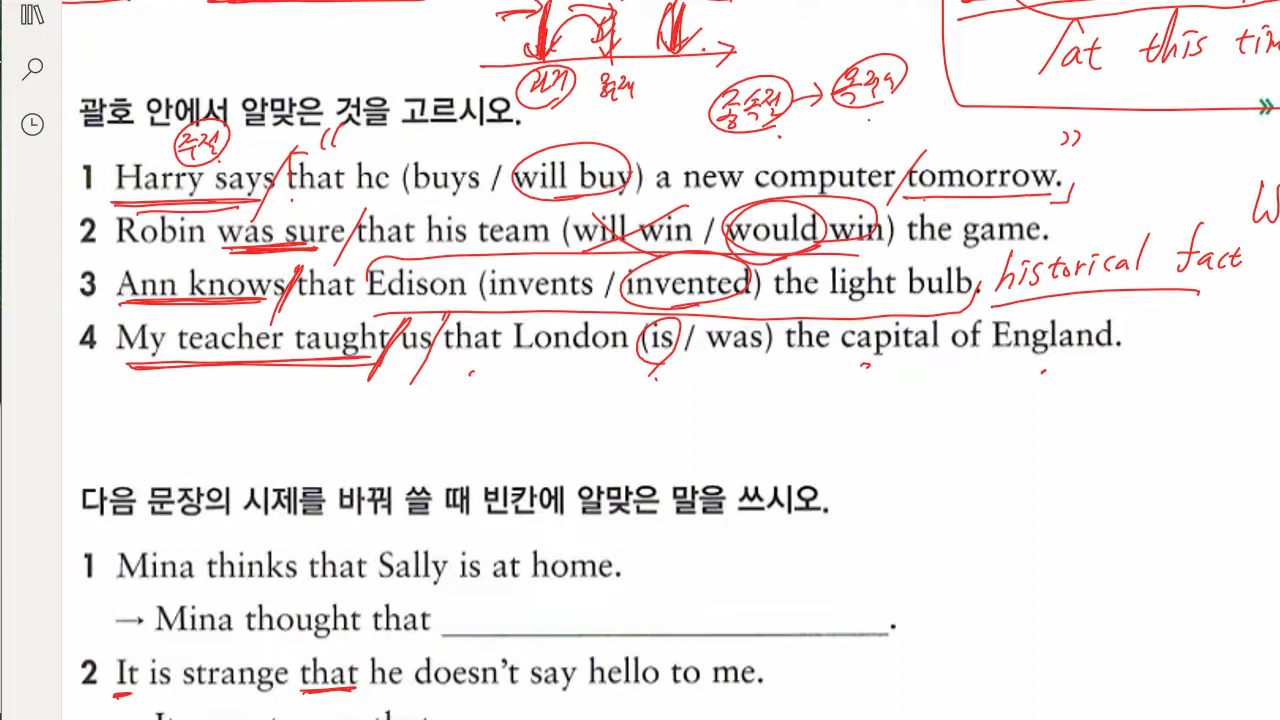 /at this tim
과거 현재
종속절 → 목적어
괄호 안에서 알맞은 것을 고르시오.
주절
1 Harry says that he (buys / will buy) a new computer tomorrow.
2 Robin was sure that his team (will win / would win) the game.
3 Ann knows that Edison (invents / invented) the light bulb.
historical fact
4 My teacher taught us that London (is / was) the capital of England.
다음 문장의 시제를 바꿔 쓸 때 빈칸에 알맞은 말을 쓰시오.
1 Mina thinks that Sally is at home.
→ Mina thought that ____________________.
2 It is strange that he doesn't say hello to me.